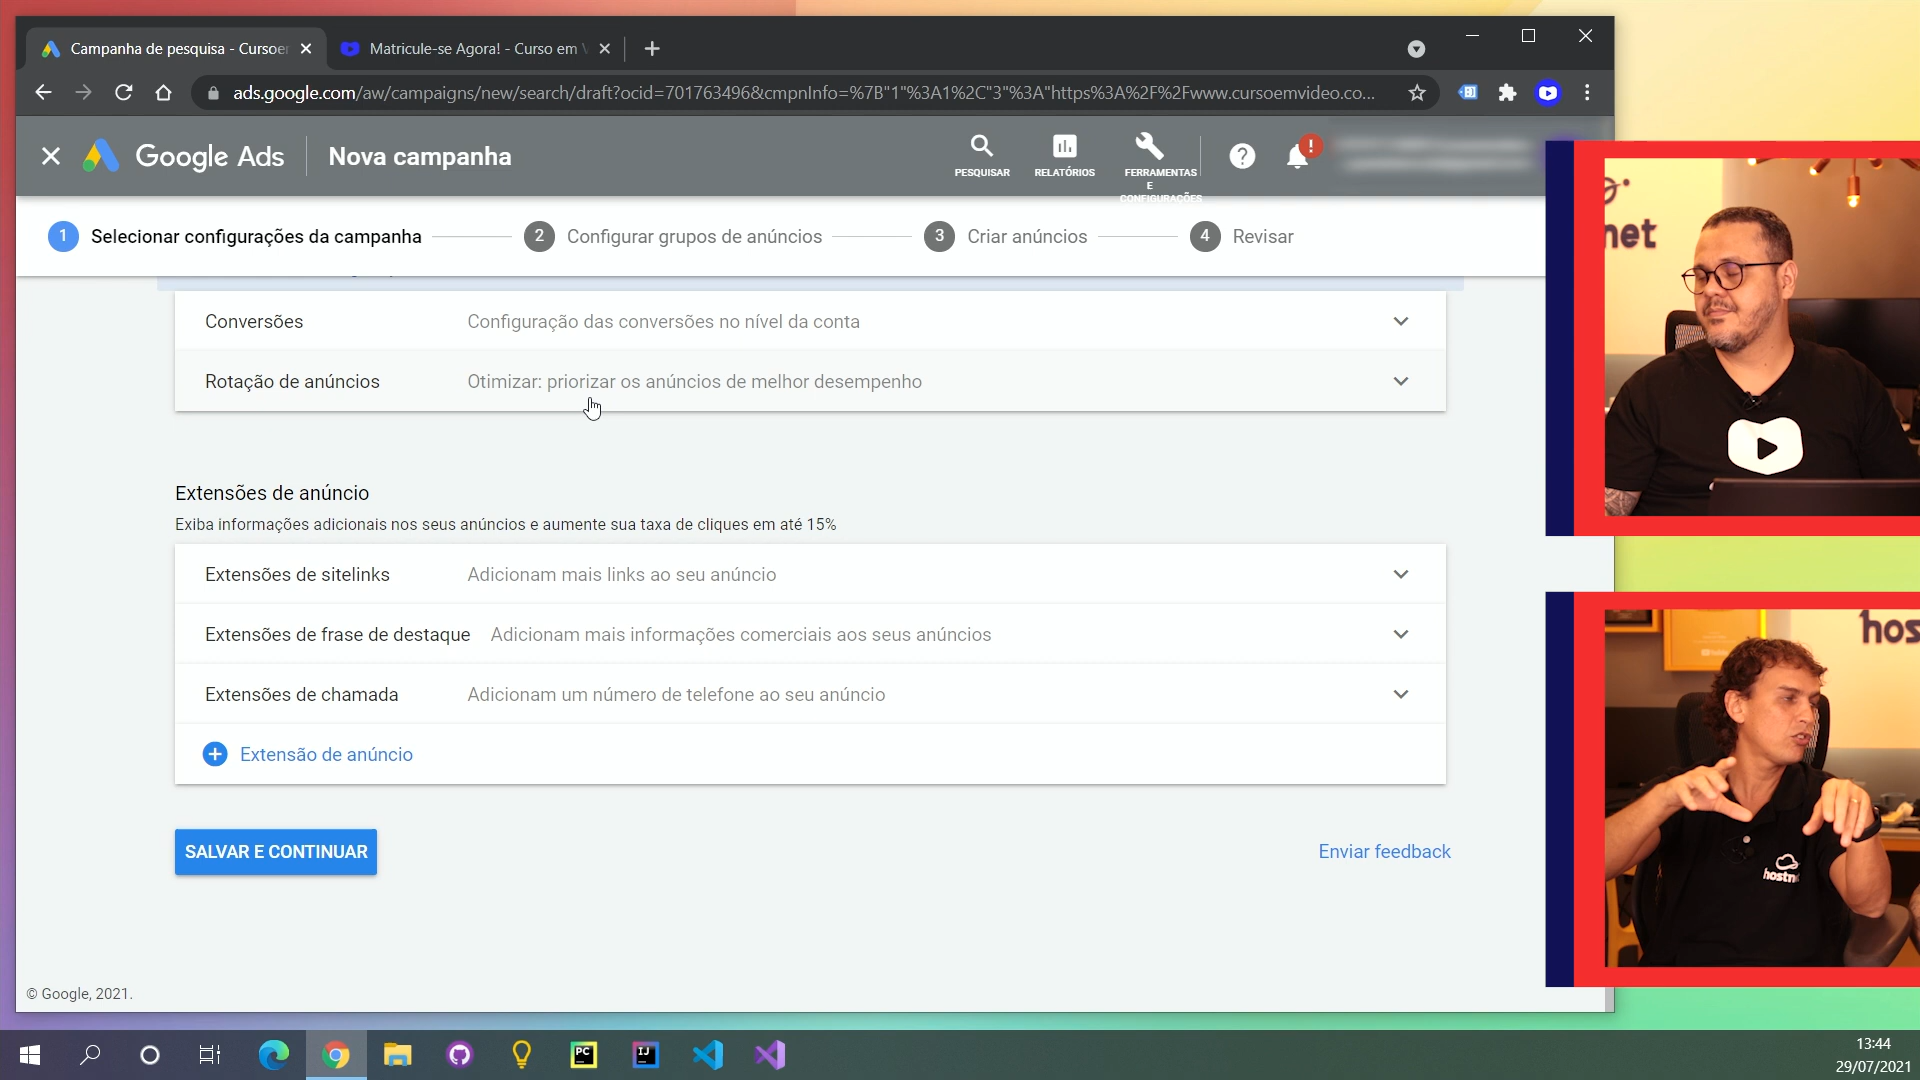 Campanha de pesquisa - Cursoe
Matricule-se Agora! - Curso em V
ads.google.com/aw/campaigns/new/search/draft?ocid=701763496&cmpnInfo=%7B"1"%3A1%2C"3"%3A"https%3A%2F%2Fwww.cursoemvideo.co...
Google Ads
Nova campanha
PESQUISAR
RELATÓRIOS
FERRAMENTAS
E
CONFIGURAÇÕES
1 Selecionar configurações da campanha
2 Configurar grupos de anúncios
3 Criar anúncios
4 Revisar
Conversões
Configuração das conversões no nível da conta
Rotação de anúncios
Otimizar: priorizar os anúncios de melhor desempenho
Extensões de anúncio
Exiba informações adicionais nos seus anúncios e aumente sua taxa de cliques em até 15%
Extensões de sitelinks
Adicionam mais links ao seu anúncio
Extensões de frase de destaque
Adicionam mais informações comerciais aos seus anúncios
Extensões de chamada
Adicionam um número de telefone ao seu anúncio
Extensão de anúncio
SALVAR E CONTINUAR
Enviar feedback
© Google, 2021.
net
hos
hostn
PC
IJ
13:44
29/07/2021